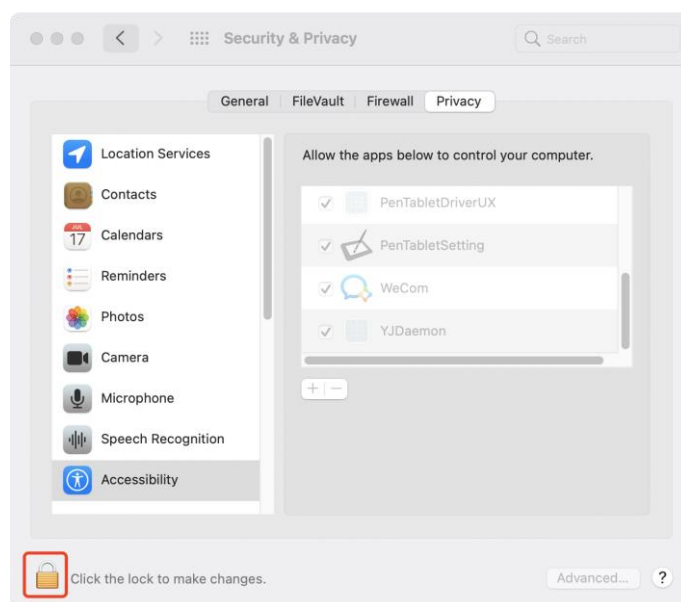 Security & Privacy
Search
General FileVault Firewall Privacy
Location Services
Contacts
JUL
17
Calendars
Reminders
Photos
Camera
Microphone
Speech Recognition
Accessibility
Allow the apps below to control your computer.
PenTabletDriverUX
PenTabletSetting
WeCom
YJDaemon
+ −
Click the lock to make changes.
Advanced...
?